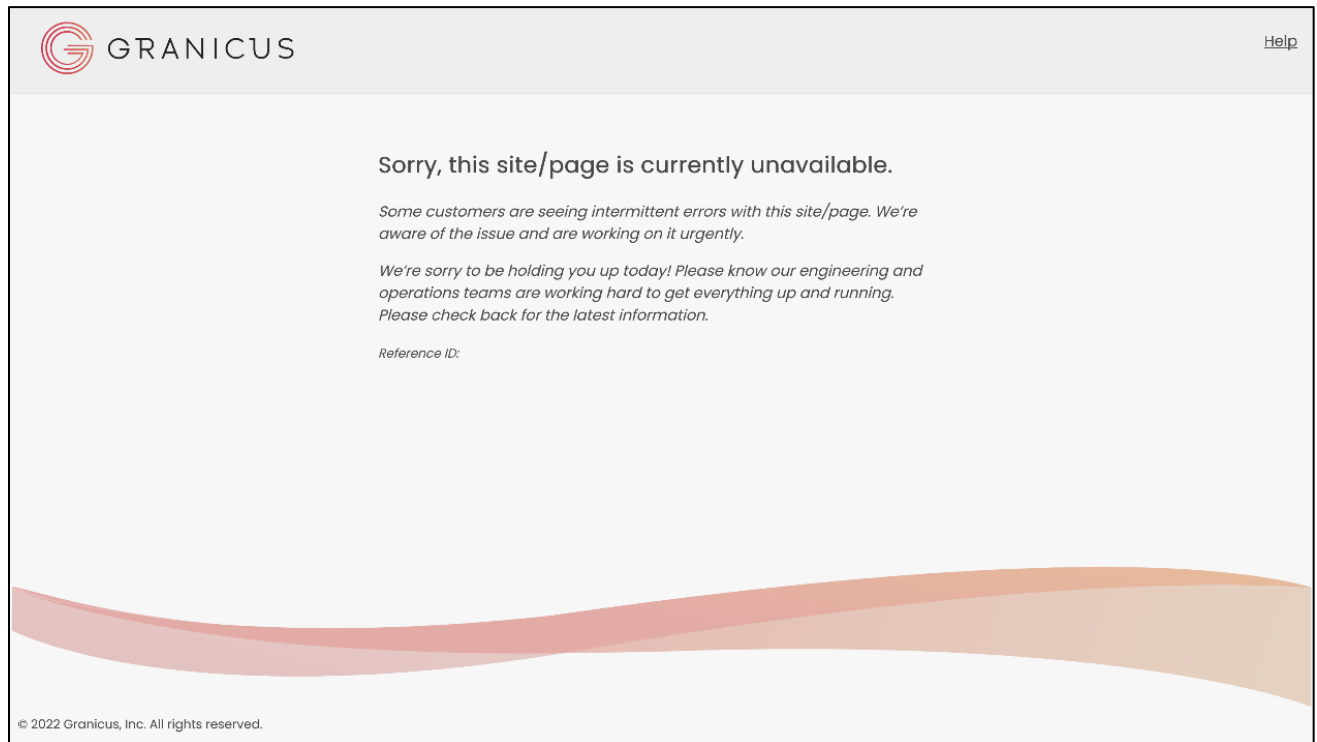 GRANICUS
Help
Sorry, this site/page is currently unavailable.
Some customers are seeing intermittent errors with this site/page. We're
aware of the issue and are working on it urgently.
We're sorry to be holding you up today! Please know our engineering and
operations teams are working hard to get everything up and running.
Please check back for the latest information.
Reference ID:
© 2022 Granicus, Inc. All rights reserved.